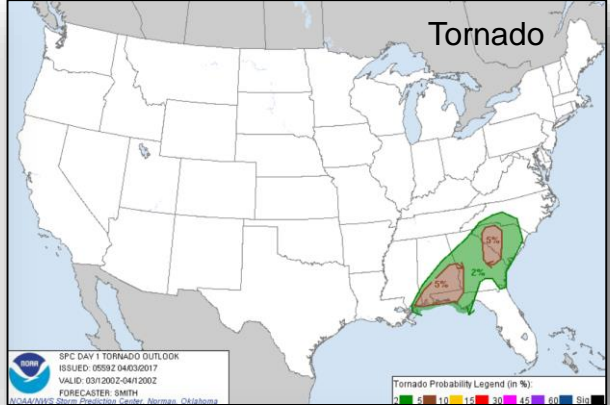 Tornado
5%
2%
5%
SPC DAY 1 TORNADO OUTLOOK
ISSUED: 0559Z 04/03/2017
VALID: 03/1200Z-04/1200Z
FORECASTER: SMITH
NOAA/NWS Storm Prediction Center, Norman, Oklahoma
NOAA
Tornado Probability Legend (in %):
2 5 10 15 30 45 60 Sig